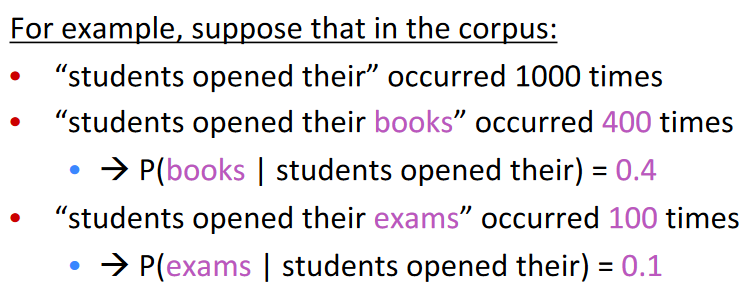 For example, suppose that in the corpus:
• “students opened their” occurred 1000 times
• “students opened their books” occurred 400 times
• → P(books | students opened their) = 0.4
• “students opened their exams” occurred 100 times
• → P(exams | students opened their) = 0.1